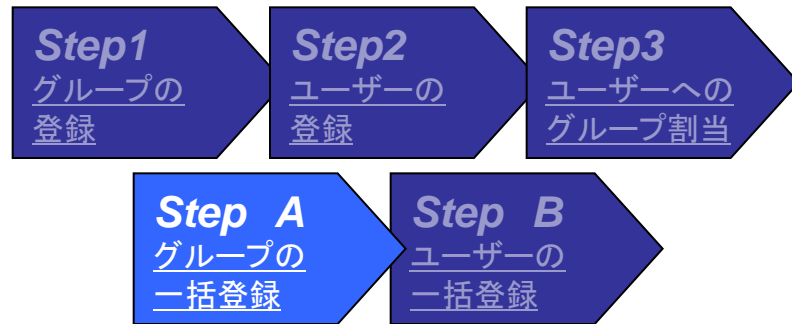 Step1
グループの
登録
Step2
ユーザーの
登録
Step3
ユーザーへの
グループ割当
Step A
グループの
一括登録
Step B
ユーザーの
一括登録